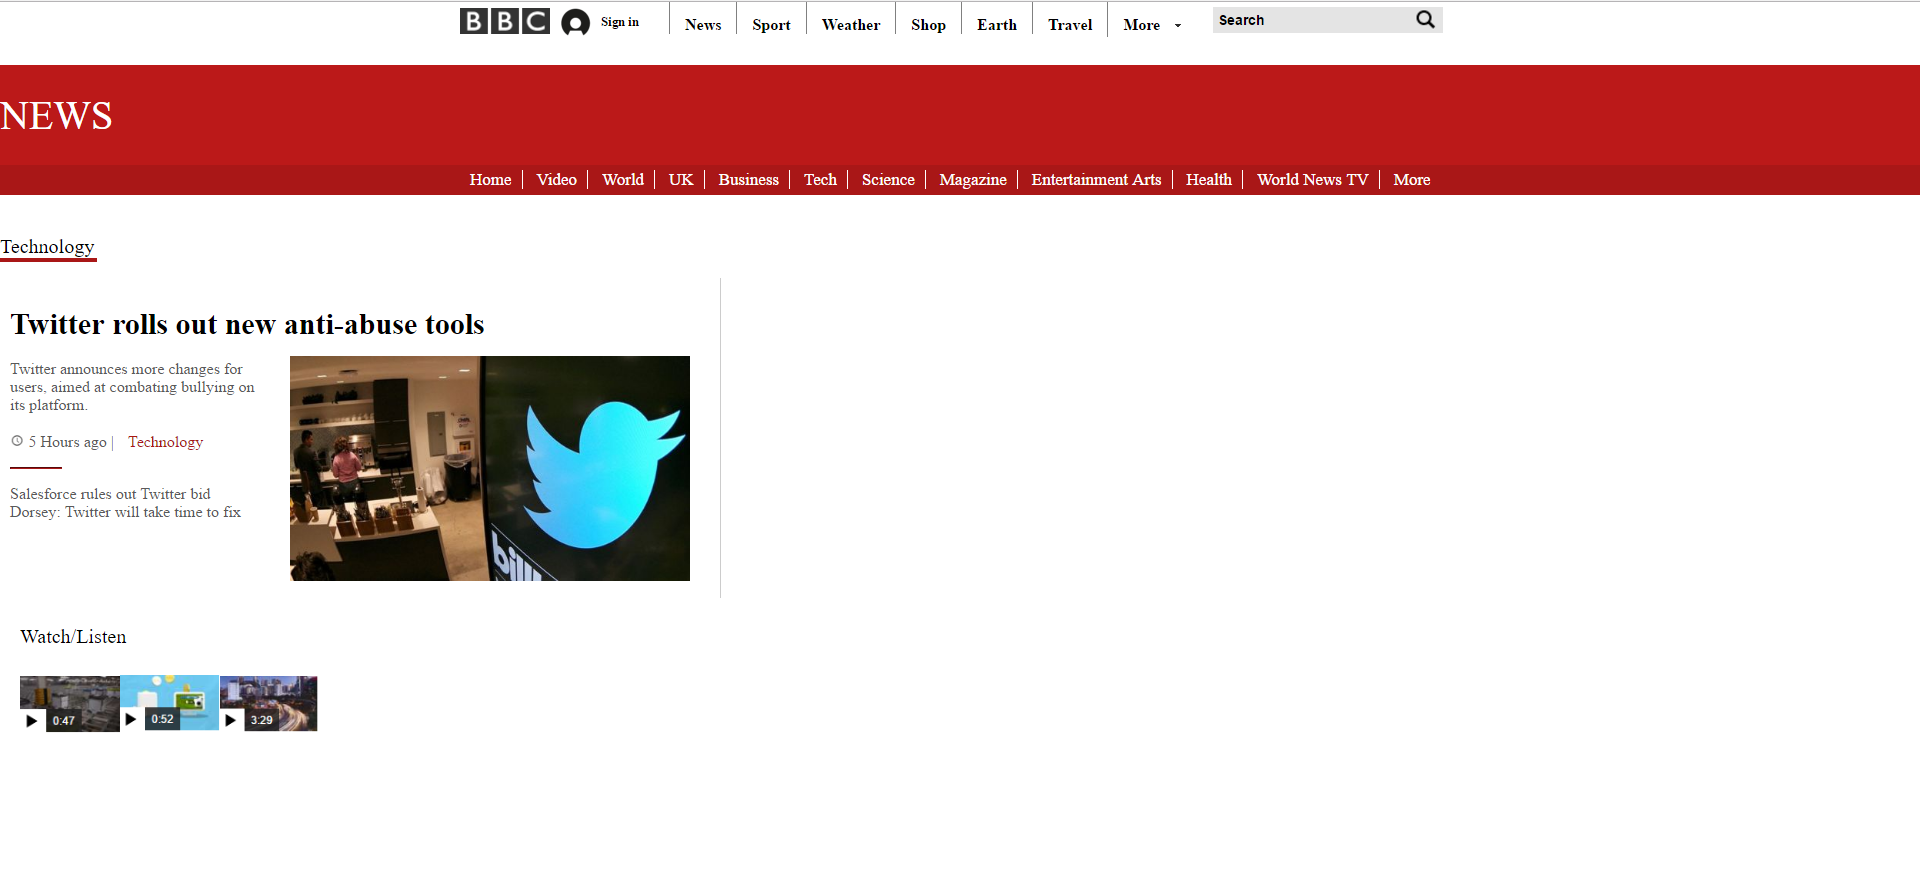 BBC Sign in News Sport Weather Shop Earth Travel More Search
NEWS
Home Video World UK Business Tech Science Magazine Entertainment Arts Health World News TV More
Technology
Twitter rolls out new anti-abuse tools
Twitter announces more changes for
users, aimed at combating bullying on
its platform.
5 Hours ago | Technology
Salesforce rules out Twitter bid
Dorsey: Twitter will take time to fix
Watch/Listen
0:47 0:52 3:29